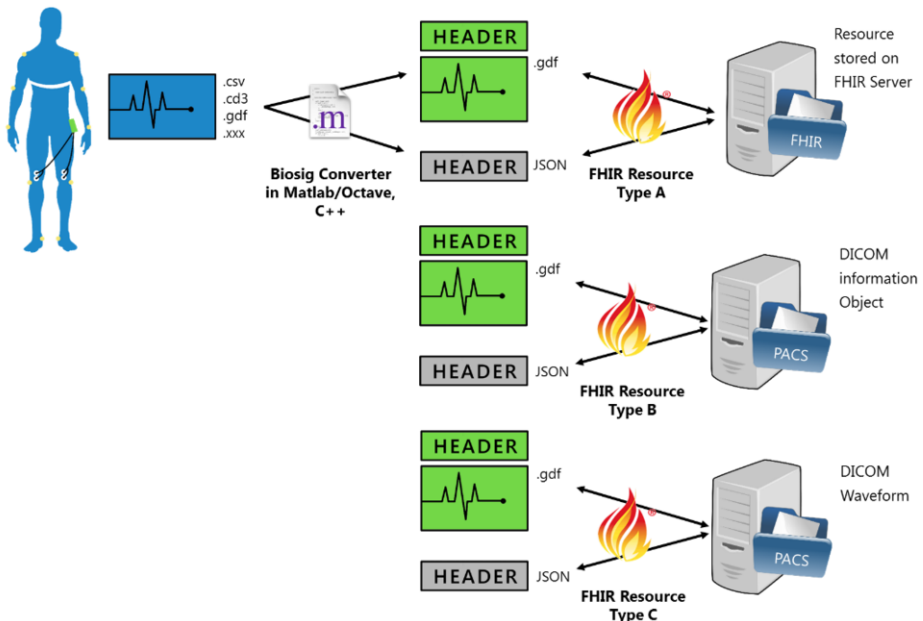 .csv
.cd3
.gdf
.xxx
.m
Biosig Converter
in Matlab/Octave,
C++
HEADER
.gdf
HEADER JSON
®
FHIR Resource
Type A
FHIR
Resource
stored on
FHIR Server
HEADER
.gdf
HEADER JSON
®
FHIR Resource
Type B
PACS
DICOM
information
Object
HEADER
.gdf
HEADER JSON
®
FHIR Resource
Type C
PACS
DICOM
Waveform